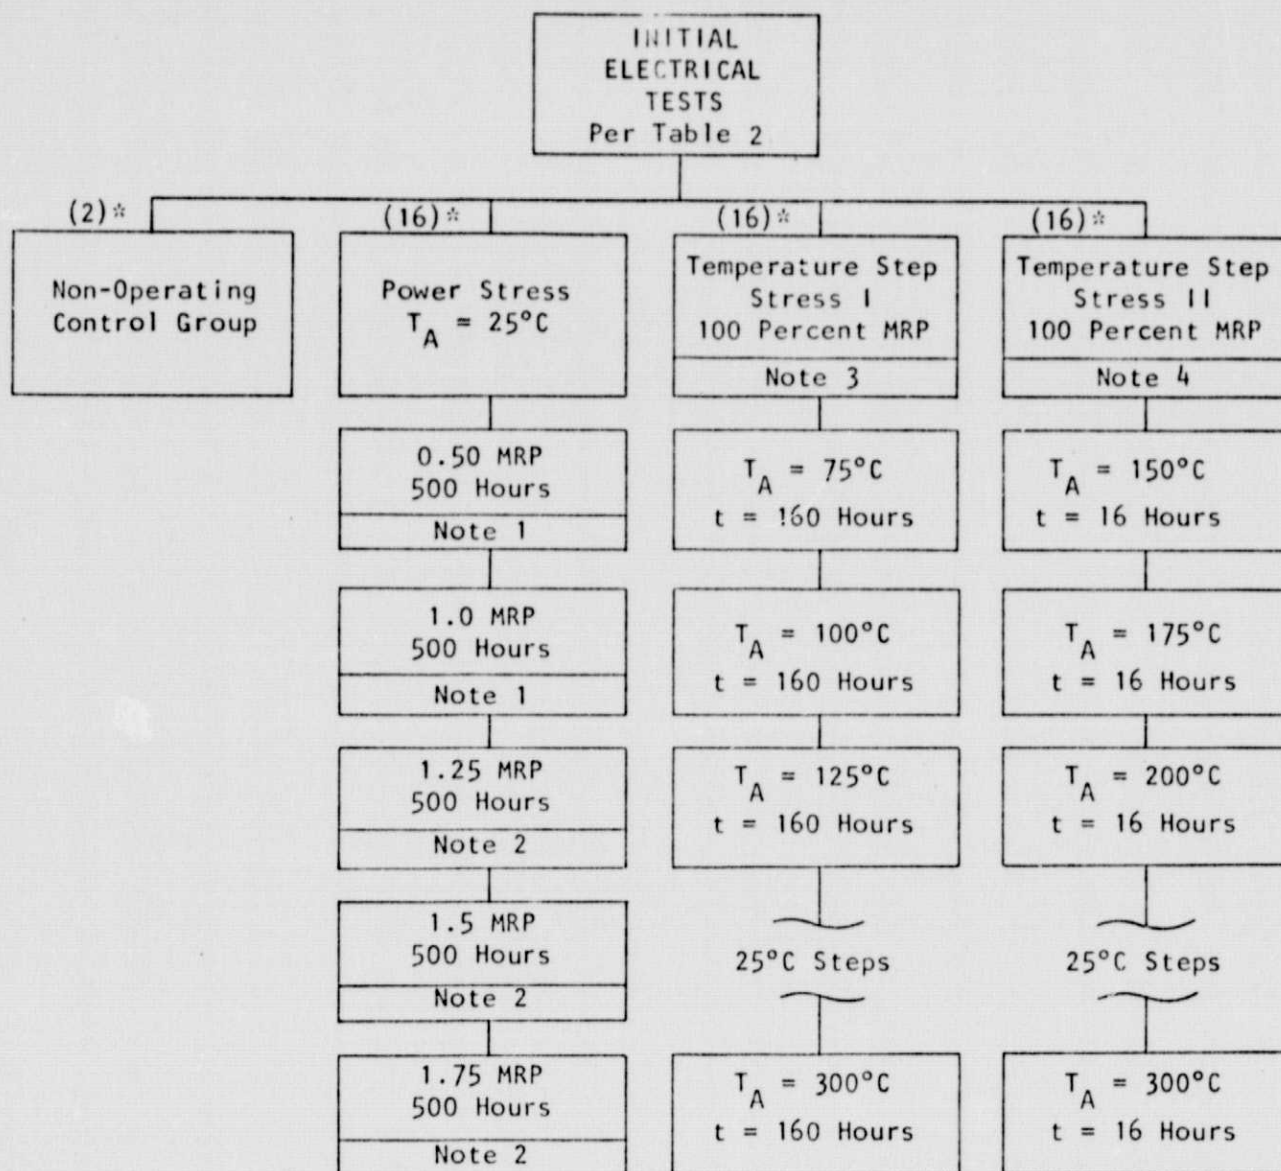 INITIAL
ELECTRICAL
TESTS
Per Table 2
(2)*
Non-Operating
Control Group
(16)*
Power Stress
T_A = 25°C
0.50 MRP
500 Hours
Note 1
1.0 MRP
500 Hours
Note 1
1.25 MRP
500 Hours
Note 2
1.5 MRP
500 Hours
Note 2
1.75 MRP
500 Hours
Note 2
(16)*
Temperature Step
Stress I
100 Percent MRP
Note 3
T_A = 75°C
t = 160 Hours
T_A = 100°C
t = 160 Hours
T_A = 125°C
t = 160 Hours
25°C Steps
T_A = 300°C
t = 160 Hours
(16)*
Temperature Step
Stress II
100 Percent MRP
Note 4
T_A = 150°C
t = 16 Hours
T_A = 175°C
t = 16 Hours
T_A = 200°C
t = 16 Hours
25°C Steps
T_A = 300°C
t = 16 Hours